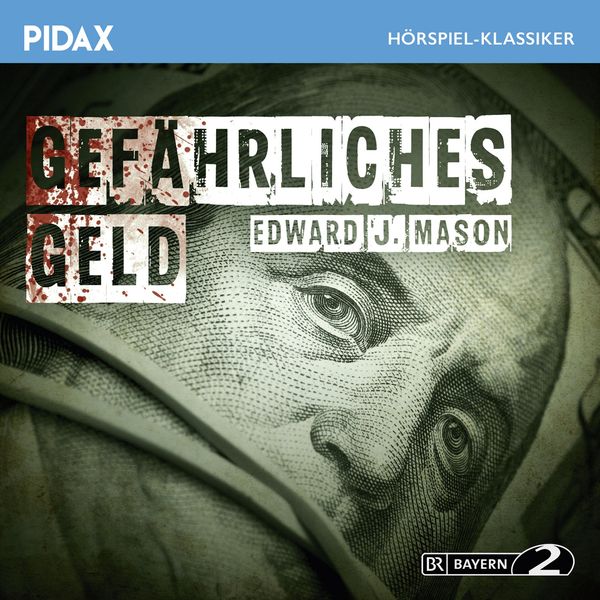 PIDAX
HÖRSPIEL-KLASSIKER
GEFÄHRLICHES
GELD
EDWARD J. MASON
BR BAYERN 2